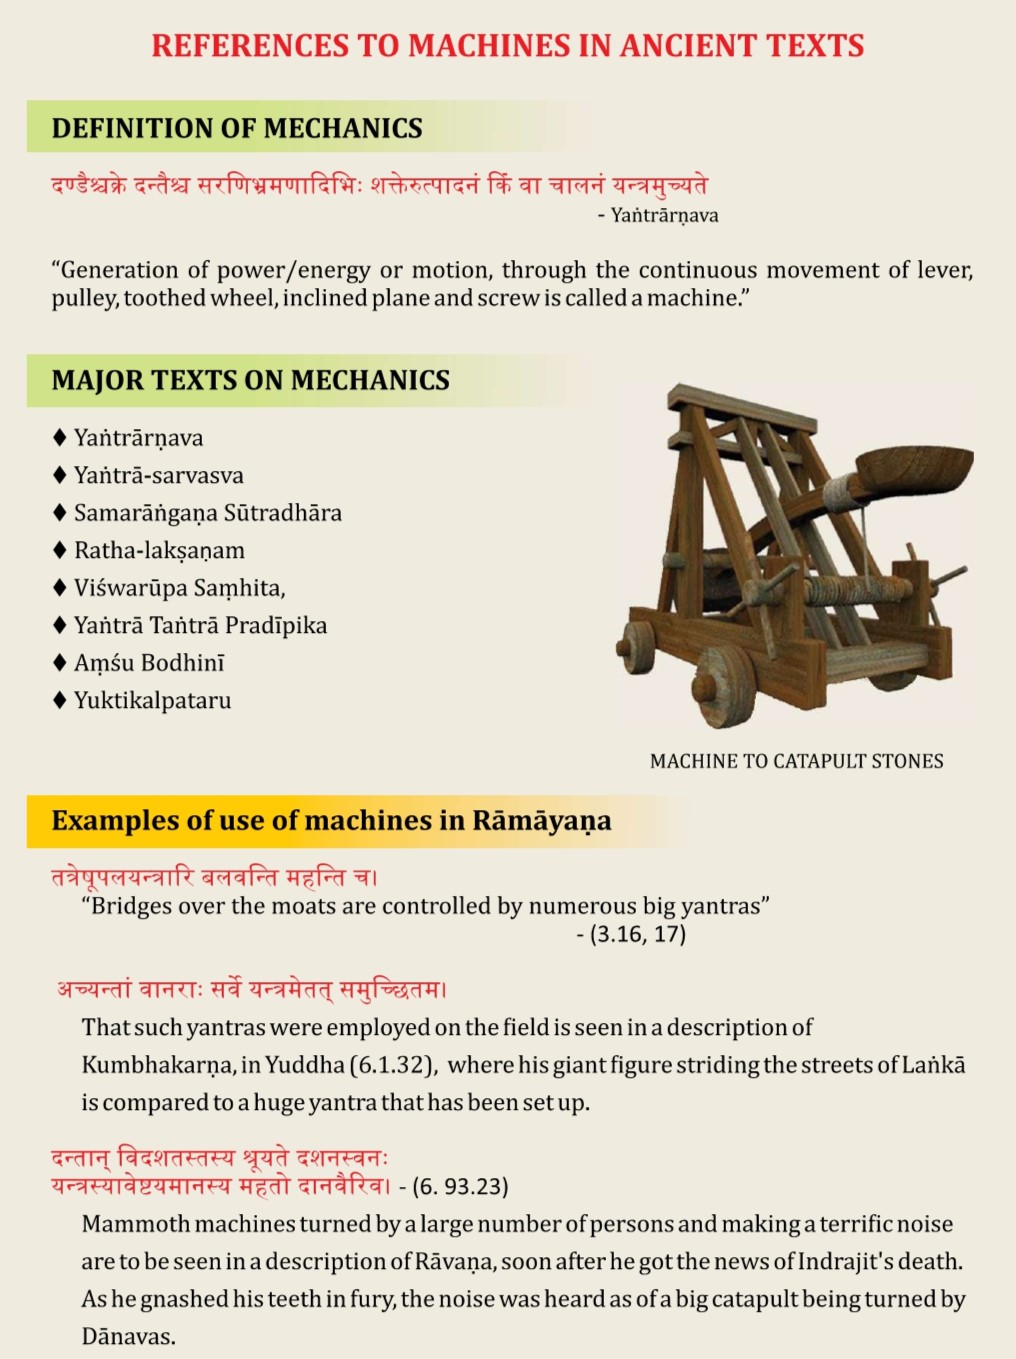 REFERENCES TO MACHINES IN ANCIENT TEXTS
DEFINITION OF MECHANICS
दण्डैश्चक्रे दन्तैश्च सरणिभ्रमणादिभिः शक्तेरुत्पादनं किं वा चालनं यन्त्रमुच्यते
- Yaṅtrārṇava
“Generation of power/energy or motion, through the continuous movement of lever,
pulley, toothed wheel, inclined plane and screw is called a machine.”
MAJOR TEXTS ON MECHANICS
♦ Yaṅtrārṇava
♦ Yaṅtrā-sarvasva
♦ Samarāṅgaṇa Sūtradhāra
♦ Ratha-lakṣaṇam
♦ Viśwarūpa Saṃhita,
♦ Yaṅtrā Taṅtrā Pradīpika
♦ Aṃśu Bodhinī
♦ Yuktikalpataru
MACHINE TO CATAPULT STONES
Examples of use of machines in Rāmāyaṇa
तत्रेषूपलयन्त्रारि बलवन्ति महन्ति च।
“Bridges over the moats are controlled by numerous big yantras”
- (3.16, 17)
अच्यन्तां वानराः सर्वे यन्त्रमेतत् समुच्छितम।
That such yantras were employed on the field is seen in a description of
Kumbhakarṇa, in Yuddha (6.1.32), where his giant figure striding the streets of Laṅkā
is compared to a huge yantra that has been set up.
दन्तान् विदशतस्तस्य श्रूयते दशनस्वनः
यन्त्रस्यावेष्टयमानस्य महतो दानवैरिव। - (6. 93.23)
Mammoth machines turned by a large number of persons and making a terrific noise
are to be seen in a description of Rāvaṇa, soon after he got the news of Indrajit's death.
As he gnashed his teeth in fury, the noise was heard as of a big catapult being turned by
Dānavas.